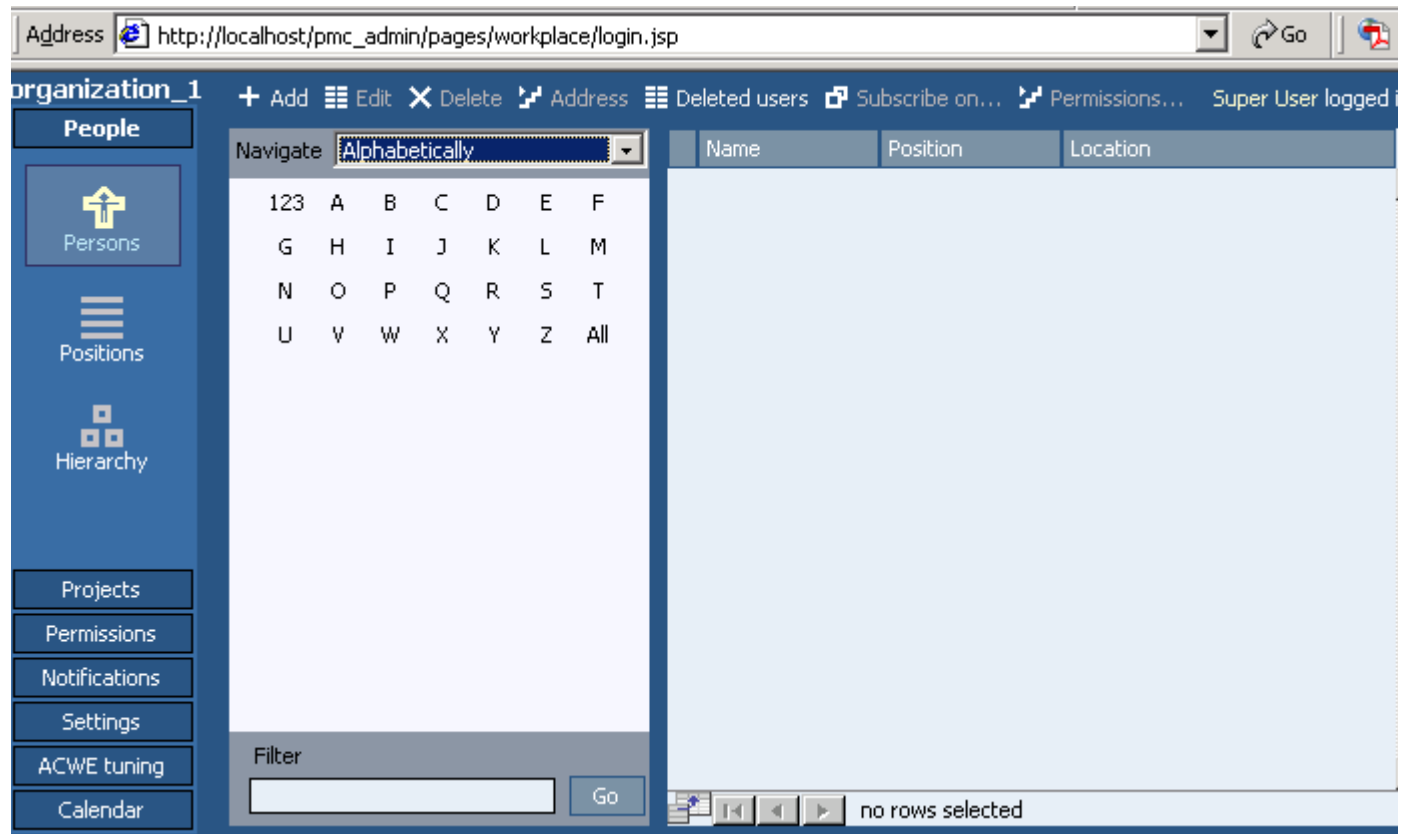 Address http://localhost/pmc_admin/pages/workplace/login.jsp Go
organization_1
Add Edit Delete Address Deleted users Subscribe on... Permissions... Super User logged i
People
Persons
Positions
Hierarchy
Projects
Permissions
Notifications
Settings
ACWE tuning
Calendar
Navigate Alphabetically
123 A B C D E F
G H I J K L M
N O P Q R S T
U V W X Y Z All
Filter
Go
Name Position Location
no rows selected